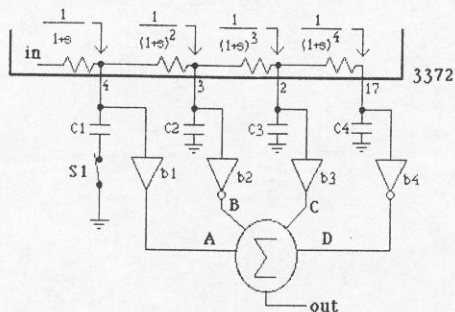 1 / 1+s
1 / (1+s)^2
1 / (1+s)^3
1 / (1+s)^4
in
4
3
2
17
3372
C1
C2
C3
C4
S1
b1
b2
b3
b4
B
C
A
D
Σ
out